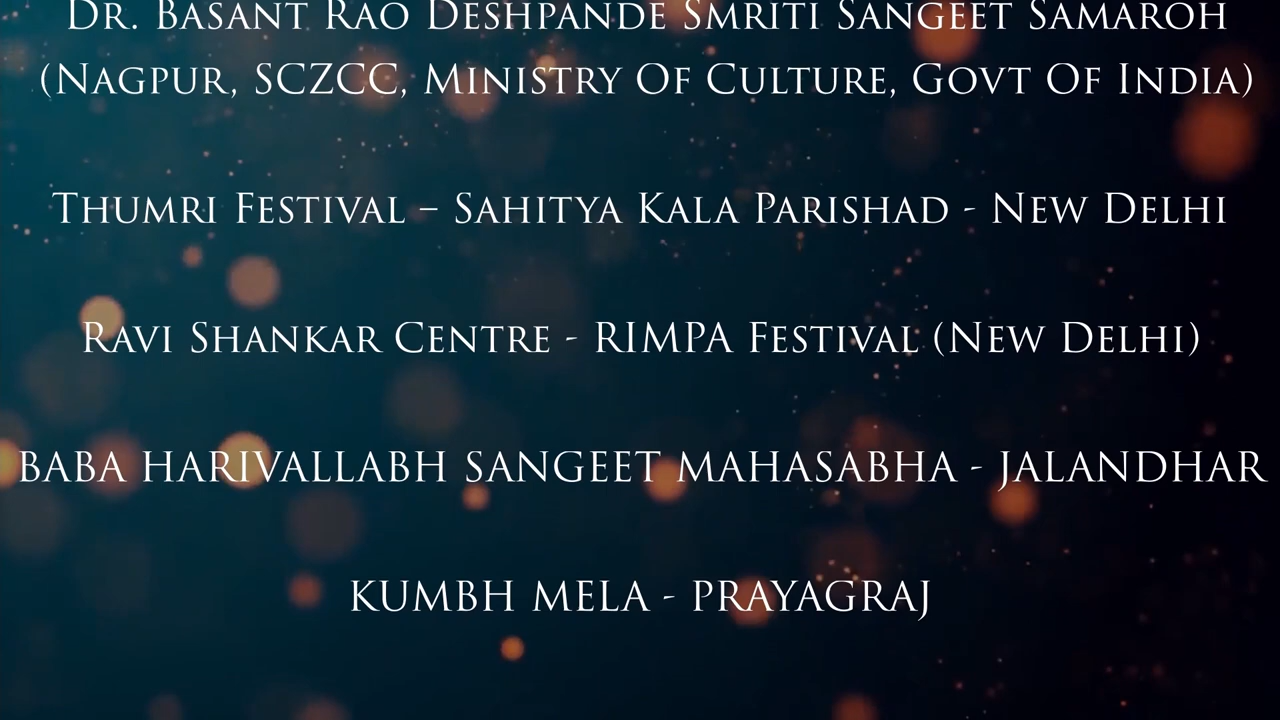 Dr. Basant Rao Deshpande Smriti Sangeet Samaroh
(Nagpur, SCZCC, Ministry Of Culture, Govt Of India)
Thumri Festival – Sahitya Kala Parishad - New Delhi
Ravi Shankar Centre - RIMPA Festival (New Delhi)
BABA HARIVALLABH SANGEET MAHASABHA - JALANDHAR
KUMBH MELA - PRAYAGRAJ